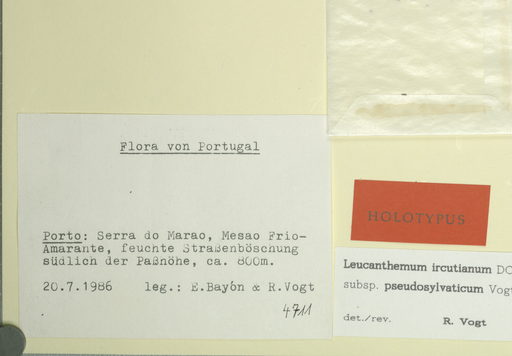 Flora von Portugal
Porto: Serra do Marao, Mesao Frio-
Amarante, feuchte Straßenböschung
südlich der Paßhöhe, ca. 800m.
20.7.1986 leg.: E.Bayón & R.Vogt
4711
HOLOTYPUS
Leucanthemum ircutianum DC
subsp. pseudosylvaticum Vogt
det./rev. R. Vogt